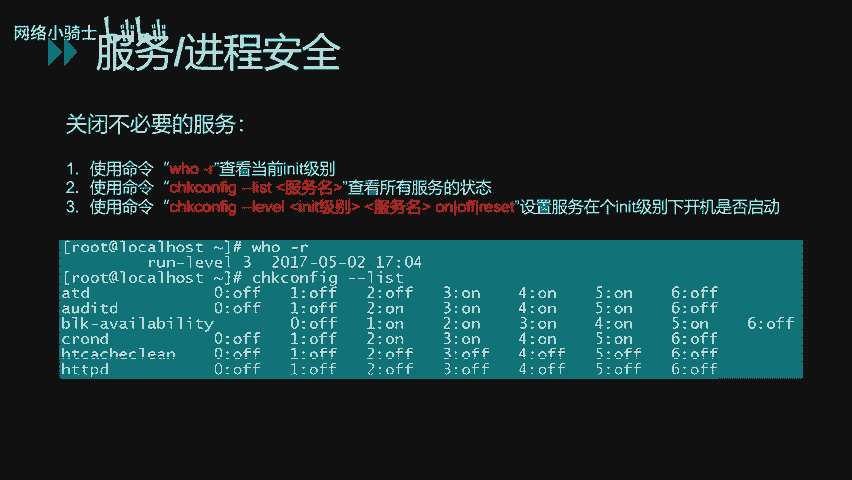 网络小骑士
服务/进程安全
关闭不必要的服务：
1. 使用命令“who -r”查看当前init级别
2. 使用命令“chkconfig --list <服务名>”查看所有服务的状态
3. 使用命令“chkconfig --level <init级别> <服务名> on|off|reset”设置服务在个init级别下开机是否启动
[root@localhost ~]# who -r
run-level 3 2017-05-02 17:04
[root@localhost ~]# chkconfig --list
atd 0:off 1:off 2:off 3:on 4:on 5:on 6:off
auditd 0:off 1:off 2:on 3:on 4:on 5:on 6:off
blk-availability 0:off 1:on 2:on 3:on 4:on 5:on 6:off
crond 0:off 1:off 2:on 3:on 4:on 5:on 6:off
htcacheclean 0:off 1:off 2:off 3:off 4:off 5:off 6:off
httpd 0:off 1:off 2:off 3:off 4:off 5:off 6:off